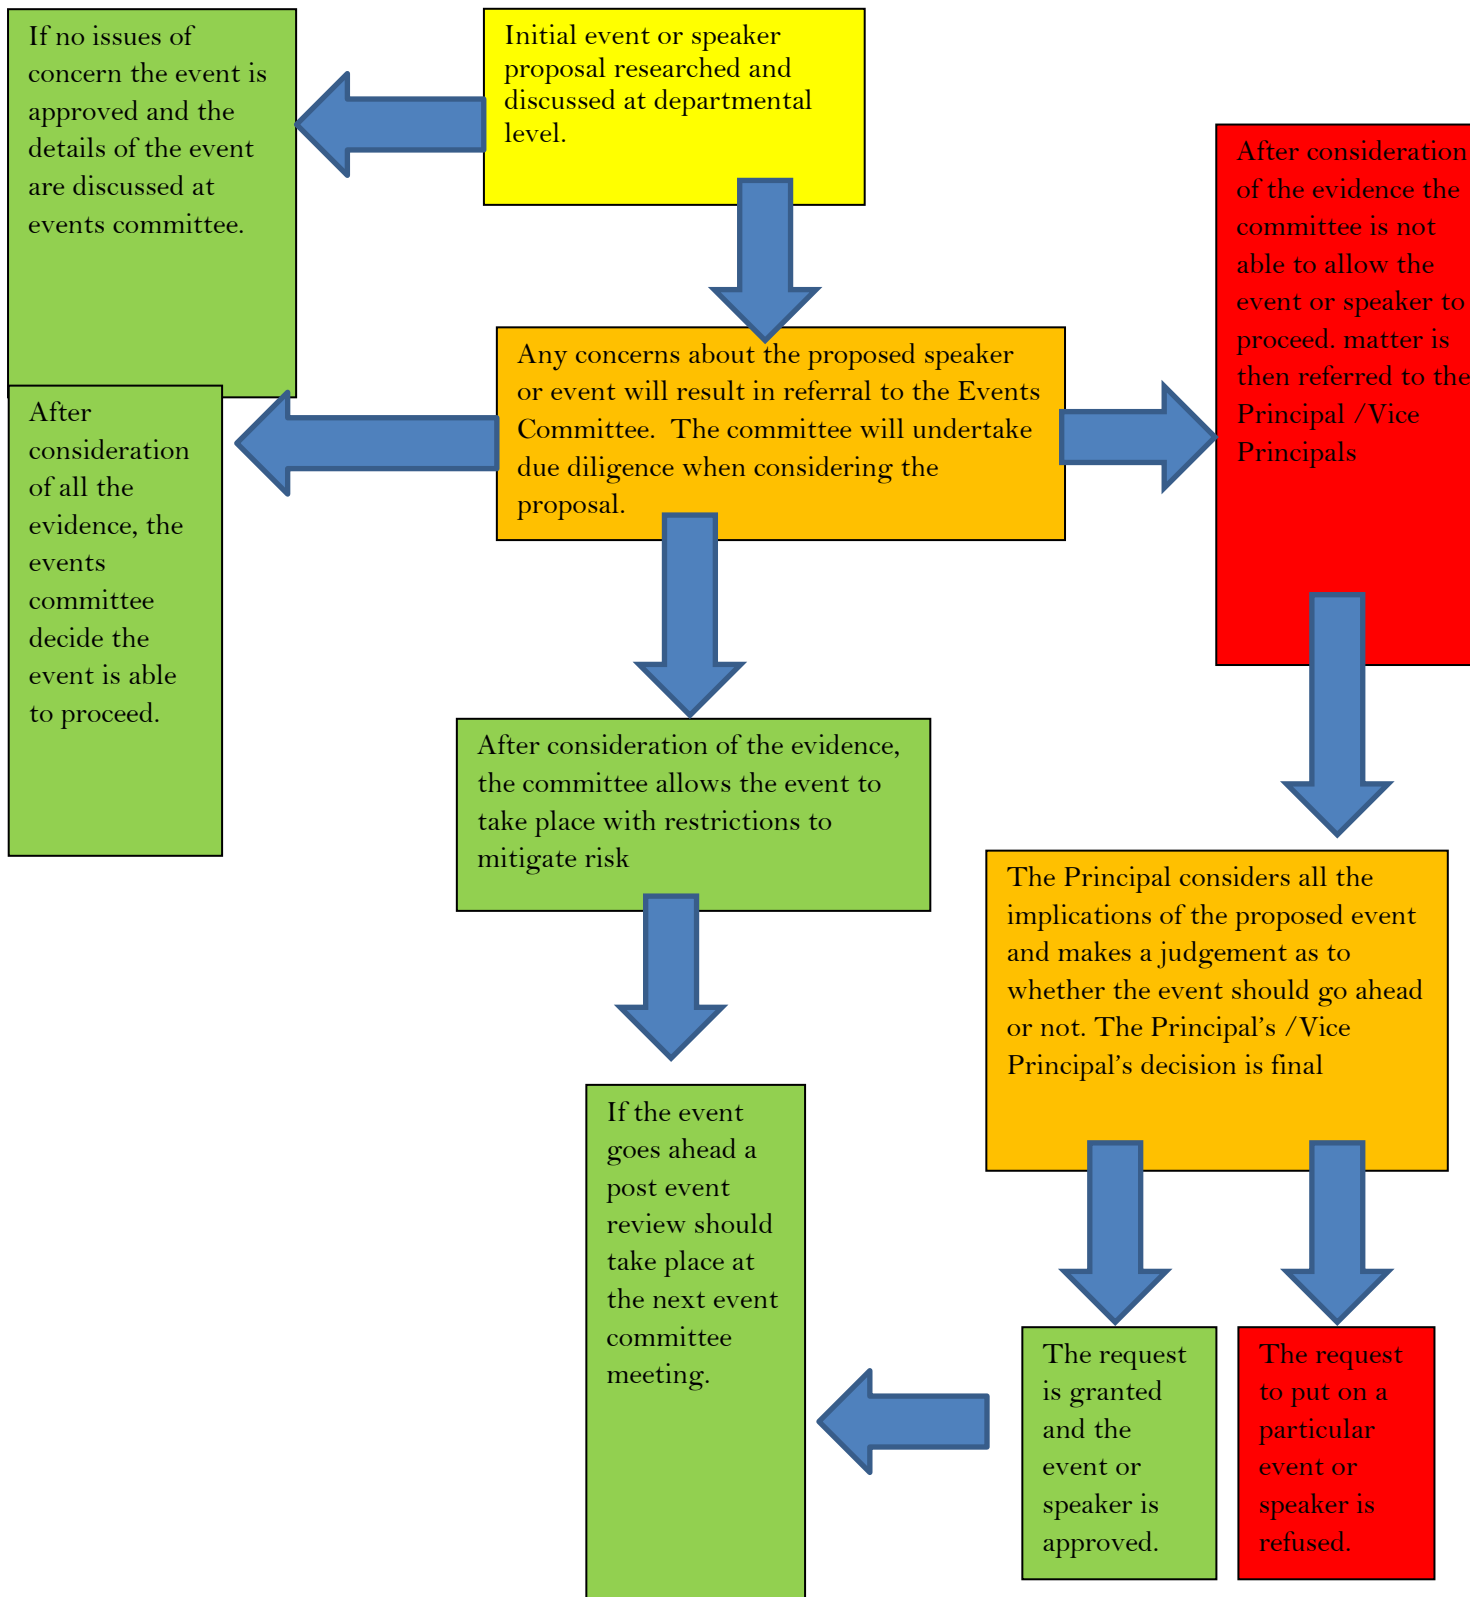 If no issues of
concern the event is
approved and the
details of the event
are discussed at
events committee.
Initial event or speaker
proposal researched and
discussed at departmental
level.
After consideration
of the evidence the
committee is not
able to allow the
event or speaker to
proceed. matter is
then referred to the
Principal /Vice
Principals
Any concerns about the proposed speaker
or event will result in referral to the Events
Committee.  The committee will undertake
due diligence when considering the
proposal.
After
consideration
of all the
evidence, the
events
committee
decide the
event is able
to proceed.
After consideration of the evidence,
the committee allows the event to
take place with restrictions to
mitigate risk
The Principal considers all the
implications of the proposed event
and makes a judgement as to
whether the event should go ahead
or not. The Principal’s /Vice
Principal’s decision is final
If the event
goes ahead a
post event
review should
take place at
the next event
committee
meeting.
The request
is granted
and the
event or
speaker is
approved.
The request
to put on a
particular
event or
speaker is
refused.